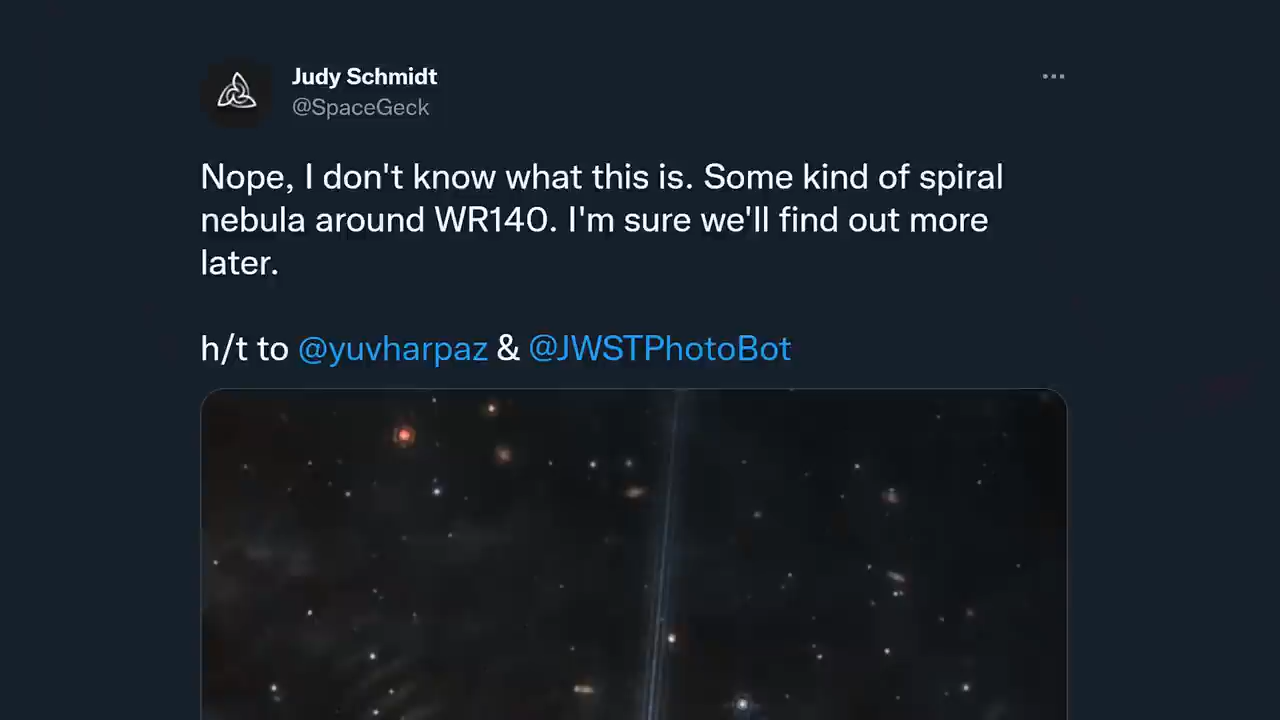 Judy Schmidt
@SpaceGeck
Nope, I don't know what this is. Some kind of spiral
nebula around WR140. I'm sure we'll find out more
later.
h/t to @yuvharpaz & @JWSTPhotoBot